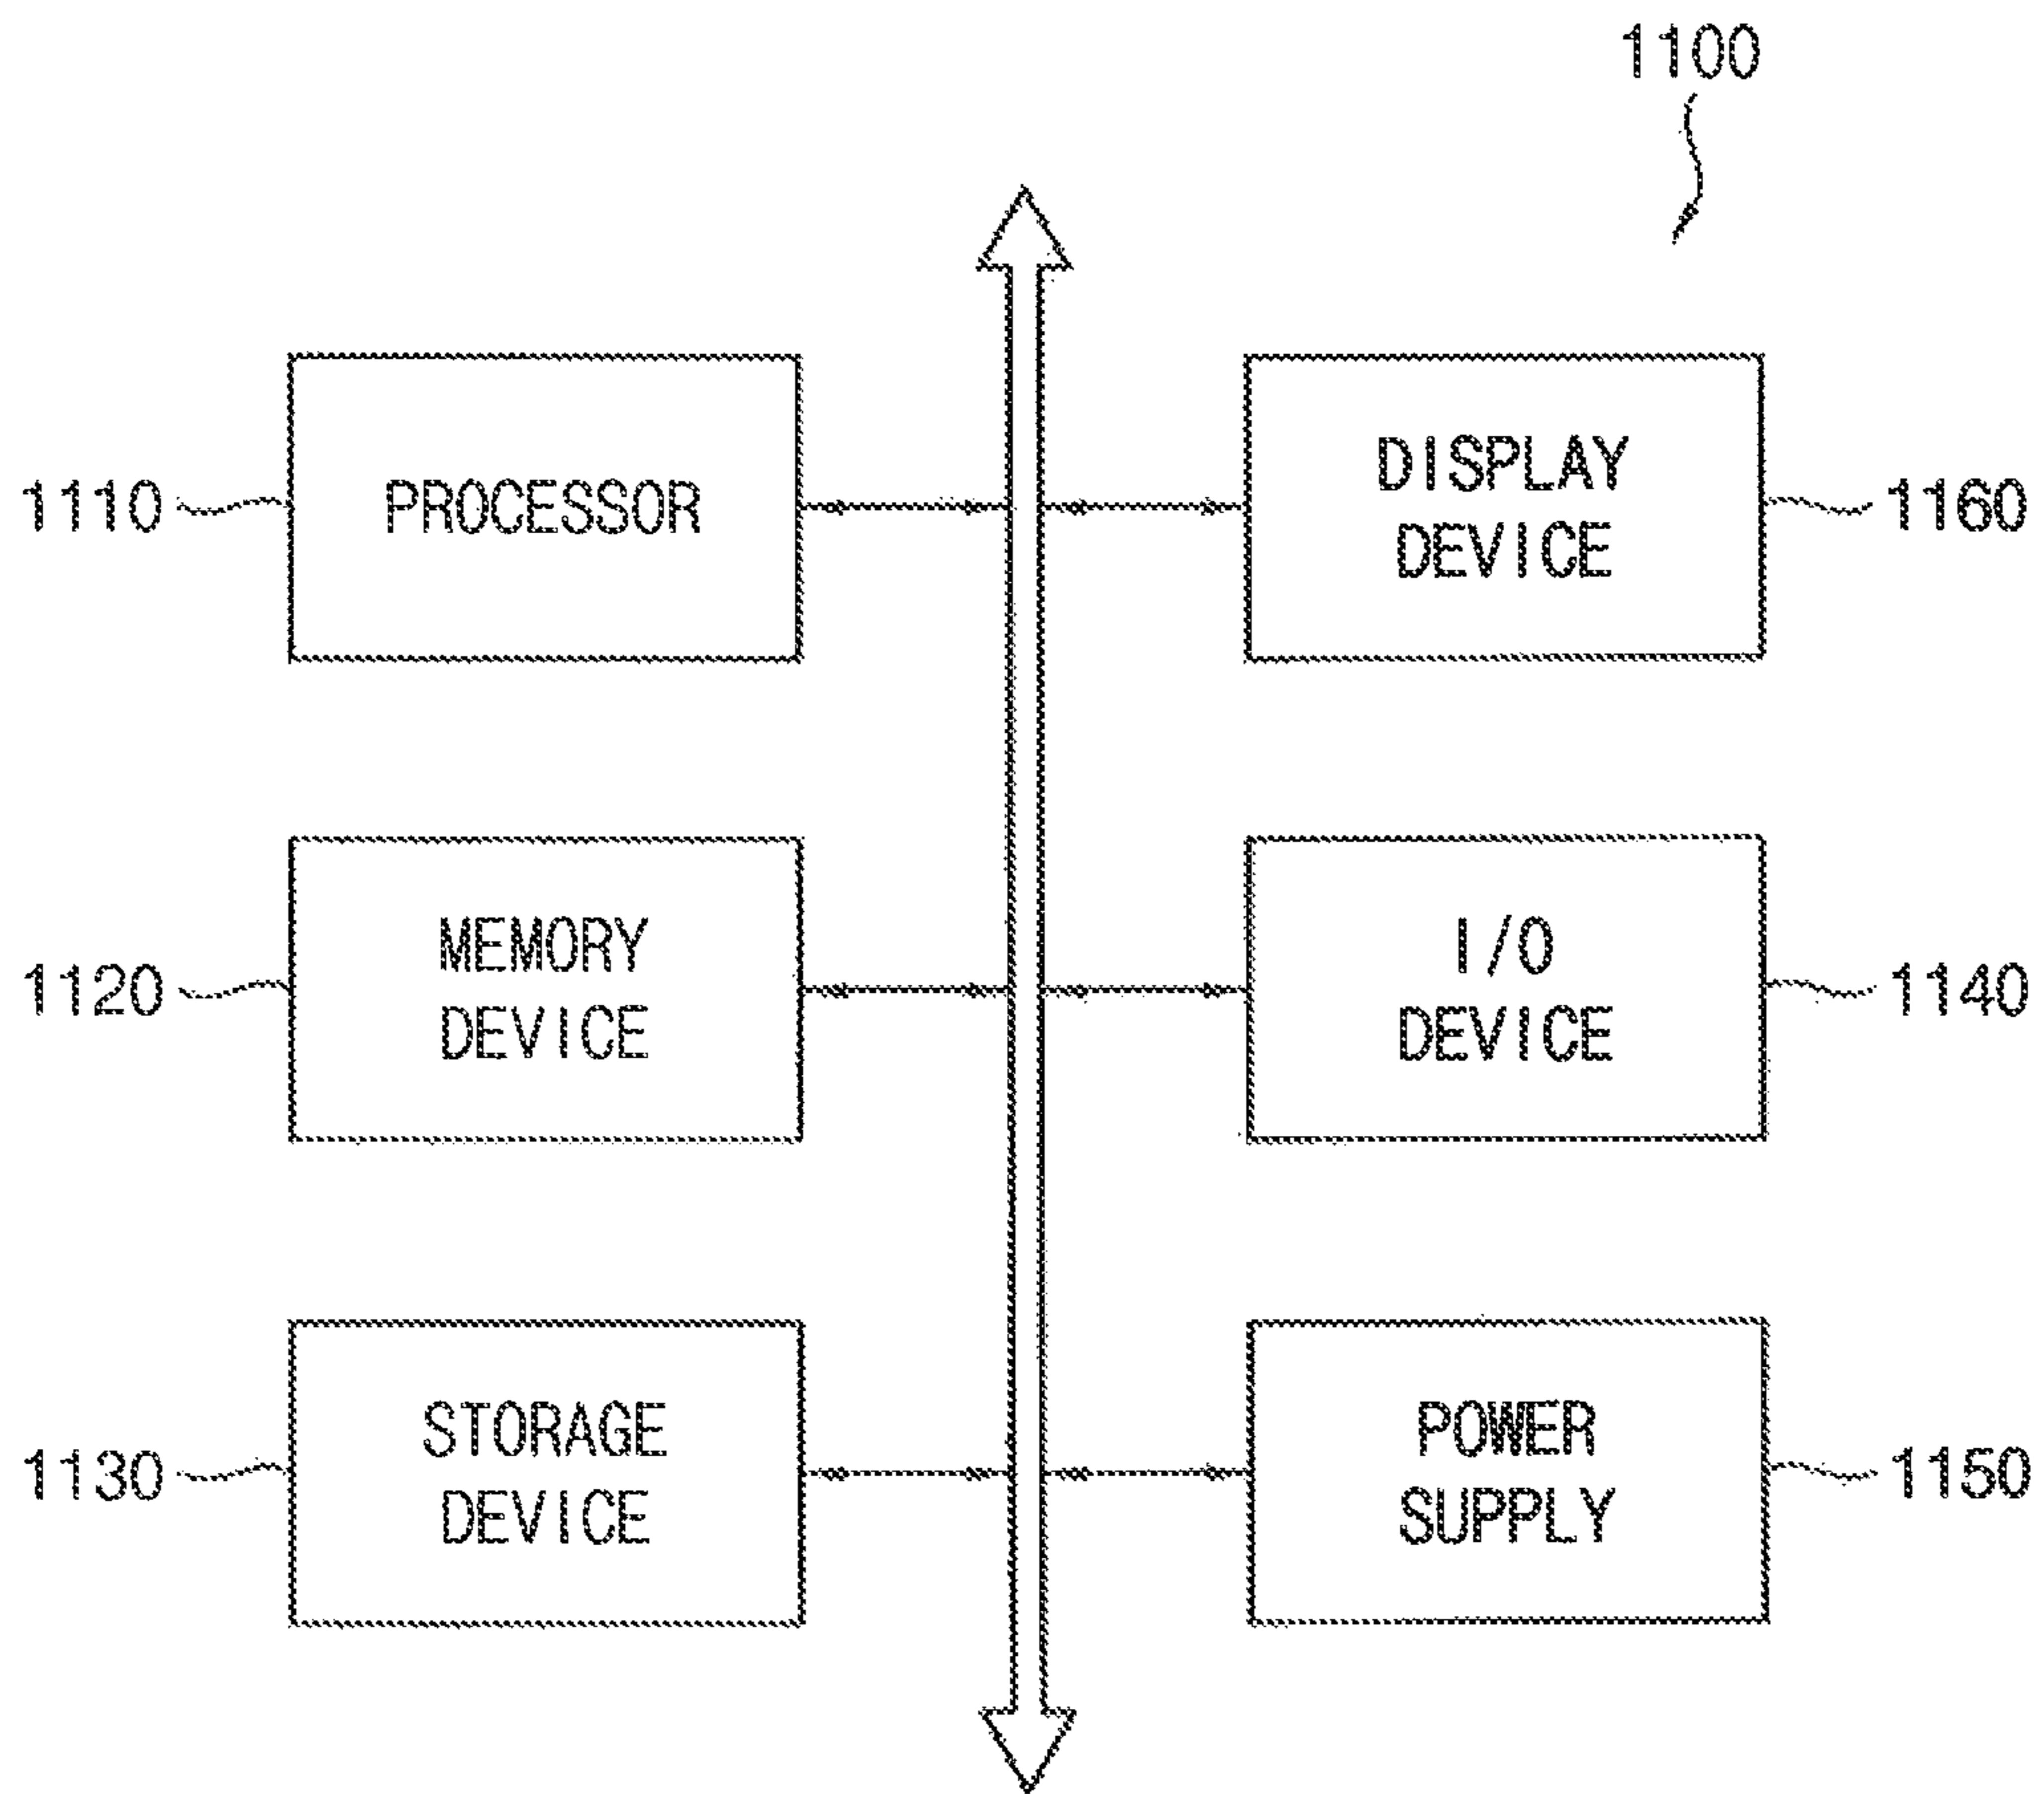 1100
1110
PROCESSOR
DISPLAY
DEVICE
1160
1120
MEMORY
DEVICE
I/O
DEVICE
1140
1130
STORAGE
DEVICE
POWER
SUPPLY
1150